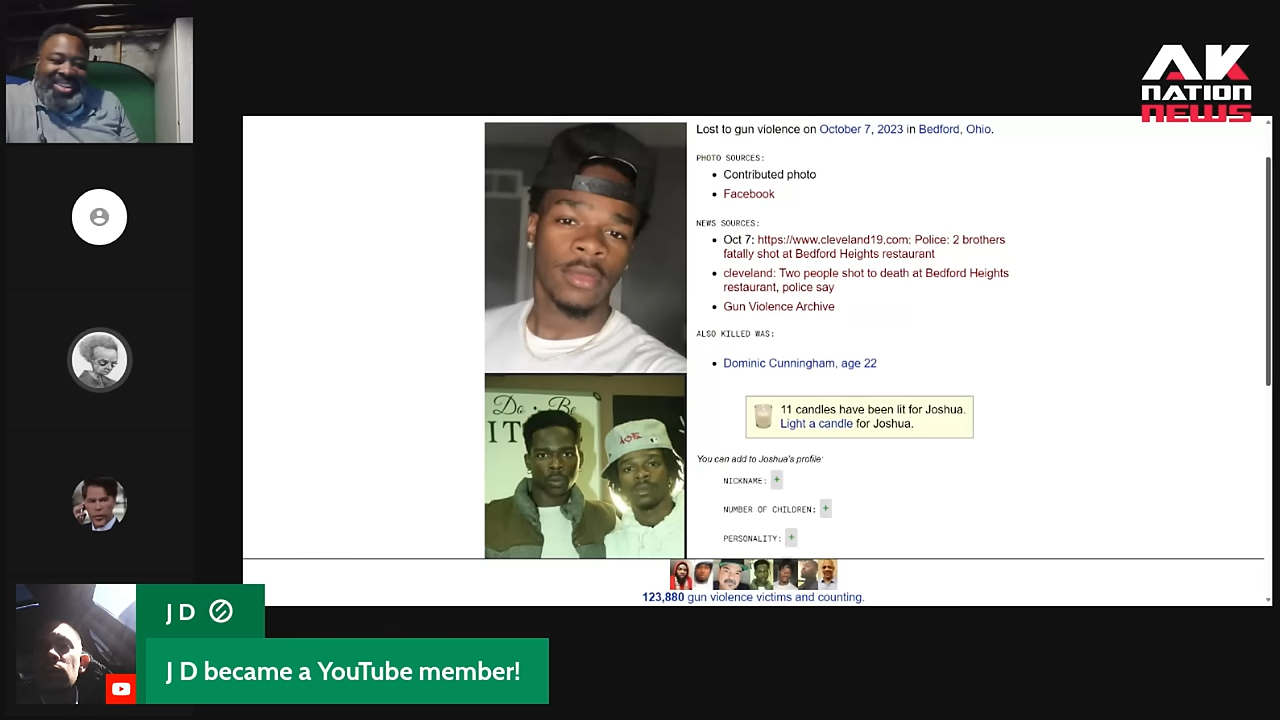 AK
NATION
NEWS
Lost to gun violence on October 7, 2023 in Bedford, Ohio.
PHOTO SOURCES:
Contributed photo
Facebook
NEWS SOURCES:
Oct 7: https://www.cleveland19.com: Police: 2 brothers
fatally shot at Bedford Heights restaurant
cleveland: Two people shot to death at Bedford Heights
restaurant, police say
Gun Violence Archive
ALSO KILLED WAS:
Dominic Cunningham, age 22
Do • Be
IT
11 candles have been lit for Joshua.
Light a candle for Joshua.
You can add to Joshua's profile:
NICKNAME: +
NUMBER OF CHILDREN: +
PERSONALITY: +
123,880 gun violence victims and counting.
J D
J D became a YouTube member!